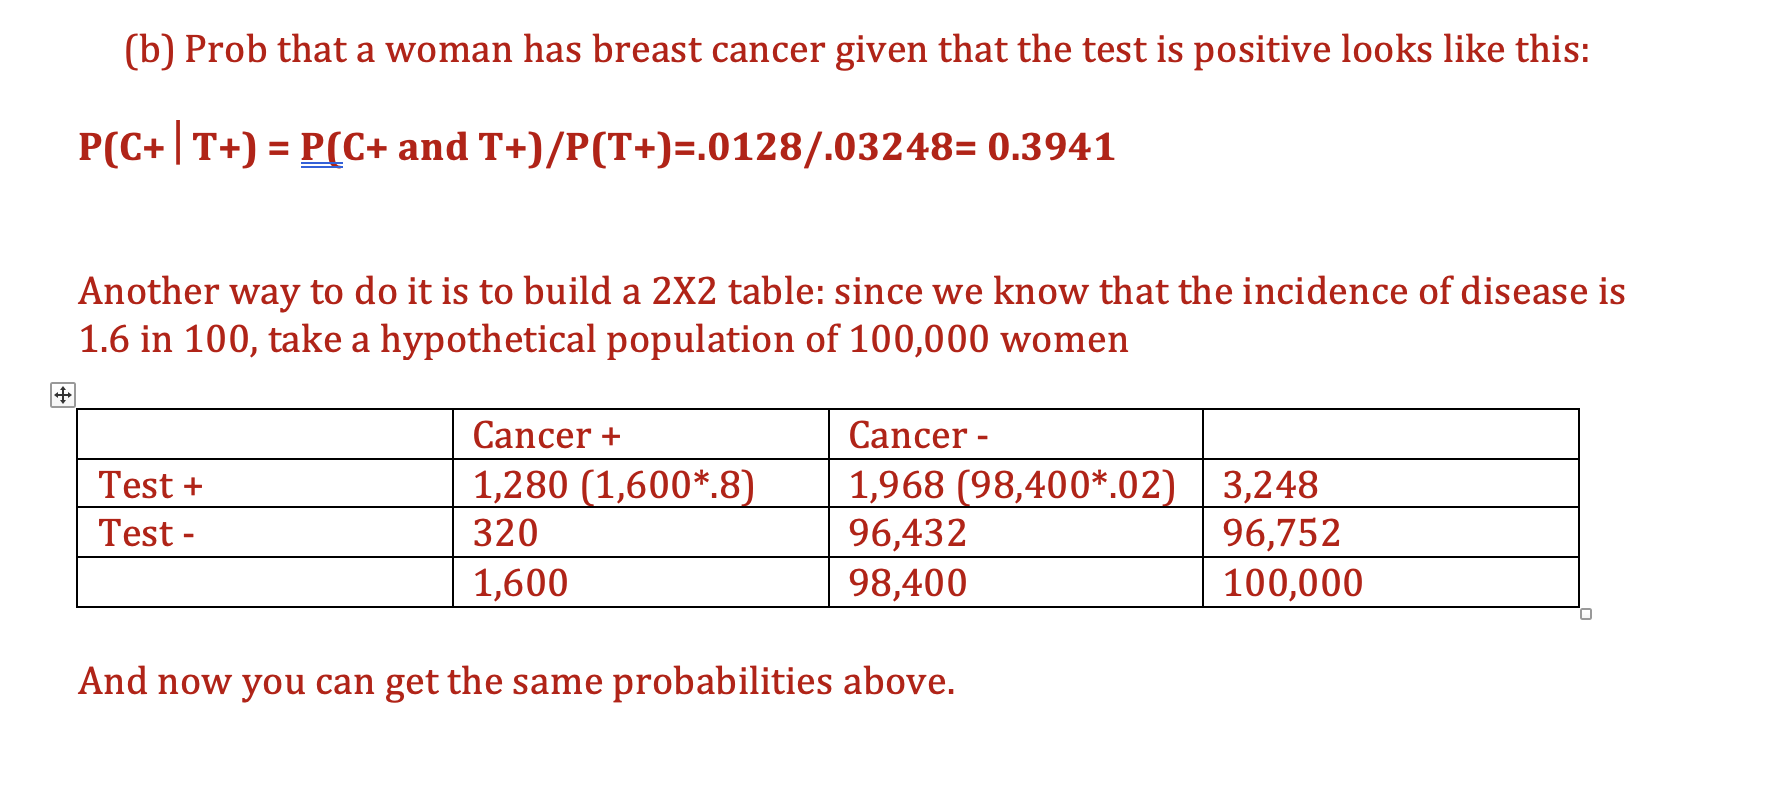 (b) Prob that a woman has breast cancer given that the test is positive looks like this:
P(C+|T+) = P(C+ and T+)/P(T+)=.0128/.03248= 0.3941
Another way to do it is to build a 2X2 table: since we know that the incidence of disease is
1.6 in 100, take a hypothetical population of 100,000 women
Cancer + Cancer -
Test + 1,280 (1,600*.8) 1,968 (98,400*.02) 3,248
Test - 320 96,432 96,752
1,600 98,400 100,000
And now you can get the same probabilities above.